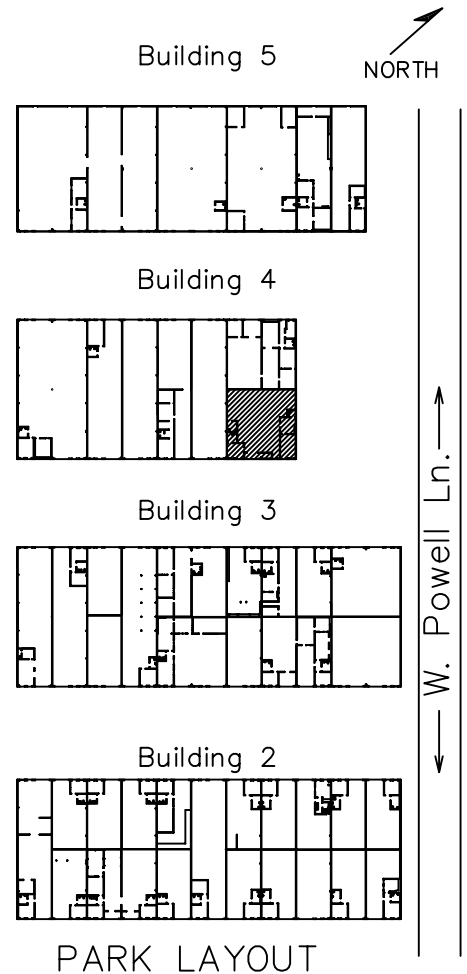 Building 5
NORTH
Building 4
Building 3
W. Powell Ln.
Building 2
PARK LAYOUT